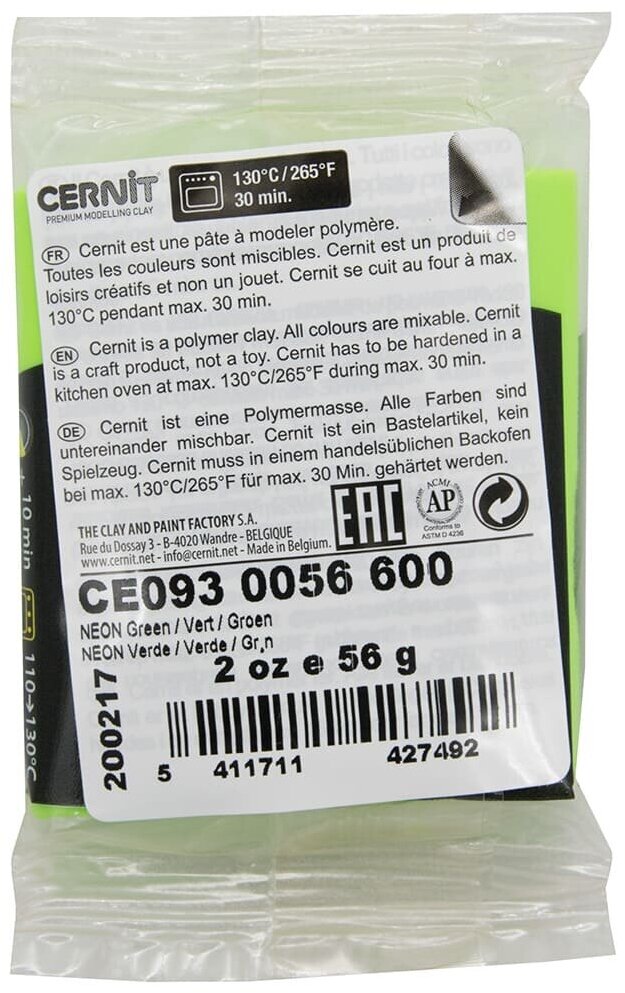 CERNIT
PREMIUM MODELLING CLAY
130°C/265°F
30 min.
FR Cernit est une pâte à modeler polymère.
Toutes les couleurs sont miscibles. Cernit est un produit de
loisirs créatifs et non un jouet. Cernit se cuit au four à max.
130°C pendant max. 30 min.
EN Cernit is a polymer clay. All colours are mixable. Cernit
is a craft product, not a toy. Cernit has to be hardened in a
kitchen oven at max. 130°C/265°F during max. 30 min.
DE Cernit ist eine Polymermasse. Alle Farben sind
untereinander mischbar. Cernit ist ein Bastelartikel, kein
Spielzeug. Cernit muss in einem handelsüblichen Backofen
bei max. 130°C/265°F für max. 30 Min. gehärtet werden.
THE CLAY AND PAINT FACTORY S.A.
Rue du Dossay 3 - B-4020 Wandre - BELGIQUE
www.cernit.net - info@cernit.net - Made in Belgium.
EAC
ACMI
AP
Conforms to
ASTM D 4236
CE093 0056 600
NEON Green / Vert / Groen
NEON Verde / Verde / Gr,n
2 oz e 56 g
200217
5 411711 427492
10 min
110→130°C